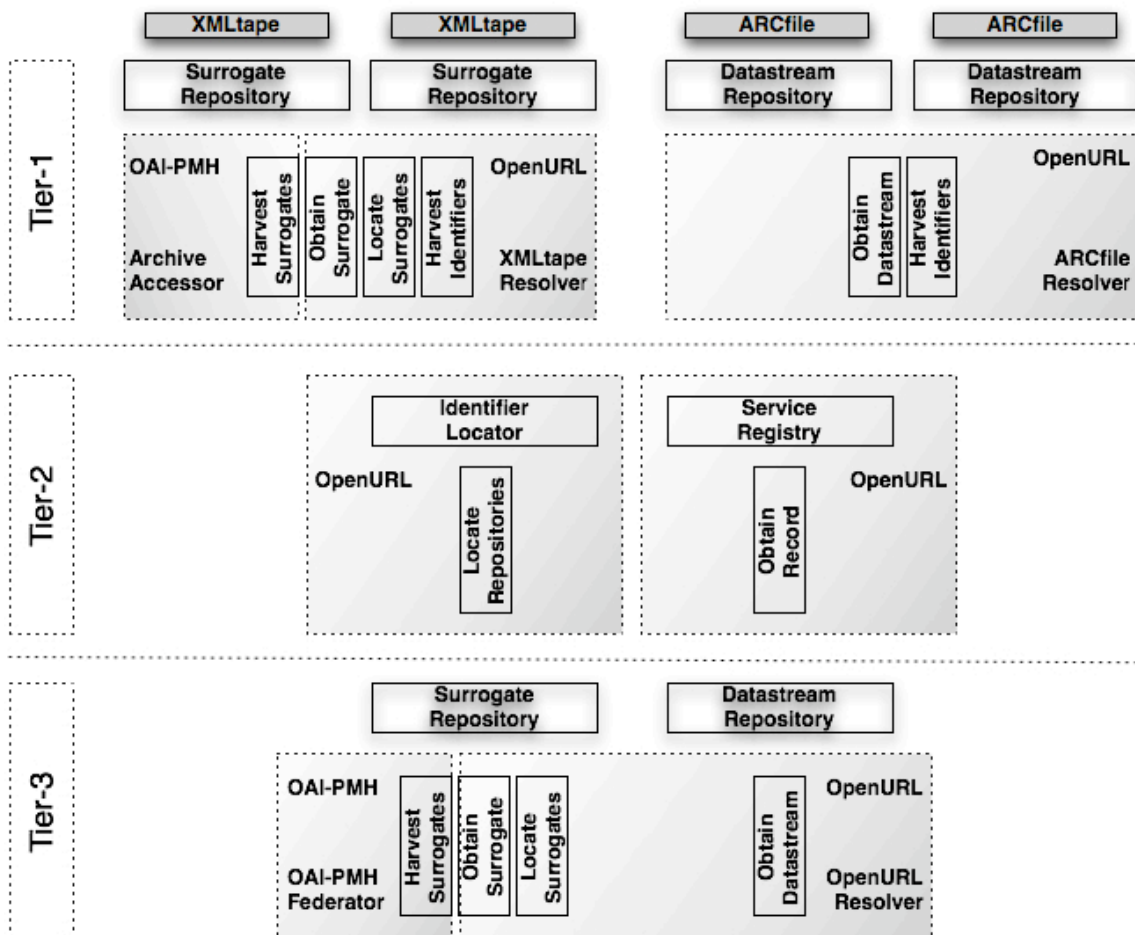 XMLtape
XMLtape
ARCfile
ARCfile
Surrogate
Repository
Surrogate
Repository
Datastream
Repository
Datastream
Repository
Tier-1
OAI-PMH
Archive
Accessor
Harvest
Surrogates
Obtain
Surrogate
Locate
Surrogates
Harvest
Identifiers
OpenURL
XMLtape
Resolver
Obtain
Datastream
Harvest
Identifiers
OpenURL
ARCfile
Resolver
Tier-2
Identifier
Locator
OpenURL
Locate
Repositories
Service
Registry
Obtain
Record
OpenURL
Tier-3
Surrogate
Repository
Datastream
Repository
OAI-PMH
OAI-PMH
Federator
Harvest
Surrogates
Obtain
Surrogate
Locate
Surrogates
Obtain
Datastream
OpenURL
OpenURL
Resolver